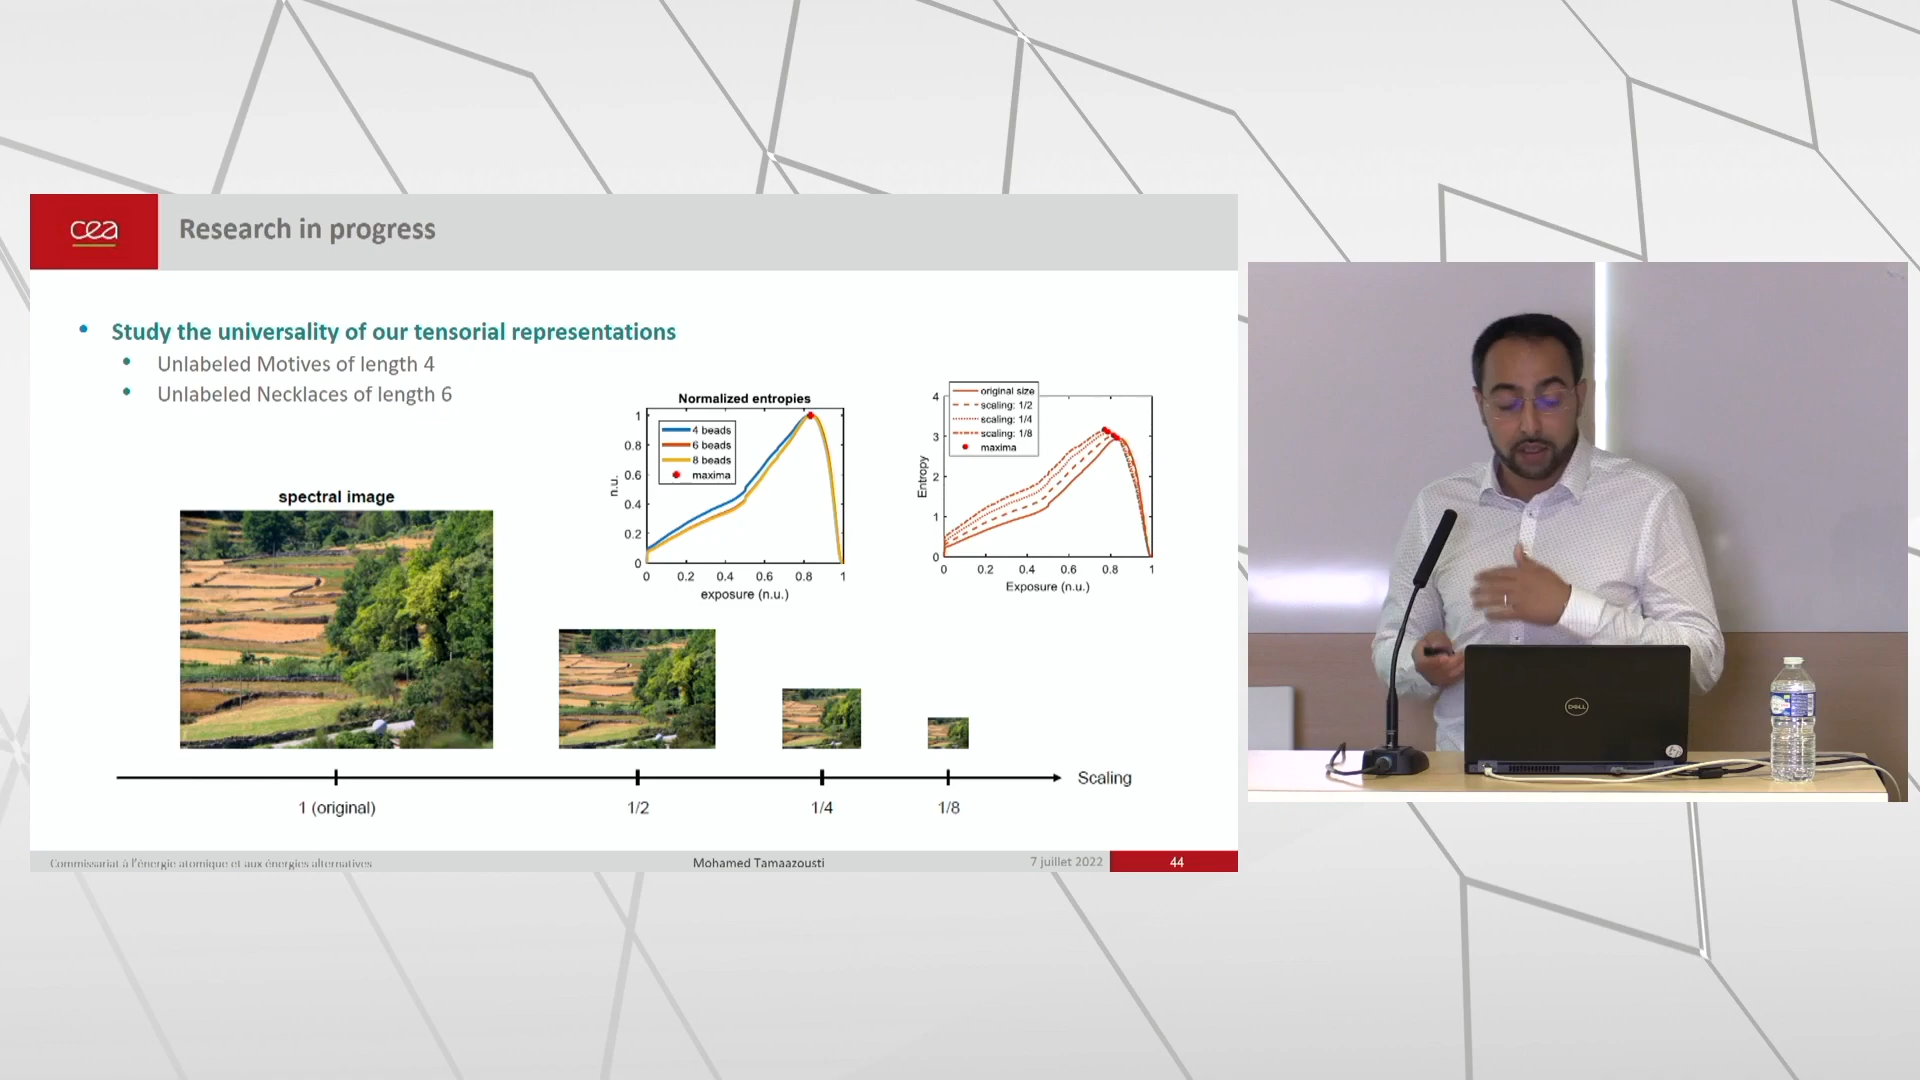 cea
Research in progress
• Study the universality of our tensorial representations
• Unlabeled Motives of length 4
• Unlabeled Necklaces of length 6
Normalized entropies
4 beads
6 beads
8 beads
maxima
n.u.
1
0.8
0.6
0.4
0.2
0
0 0.2 0.4 0.6 0.8 1
exposure (n.u.)
original size
scaling: 1/2
scaling: 1/4
scaling: 1/8
maxima
Entropy
4
3
2
1
0
0 0.2 0.4 0.6 0.8 1
Exposure (n.u.)
spectral image
Scaling
1 (original) 1/2 1/4 1/8
Commissariat à l'énergie atomique et aux énergies alternatives
Mohamed Tamaazousti
7 juillet 2022
44
DELL